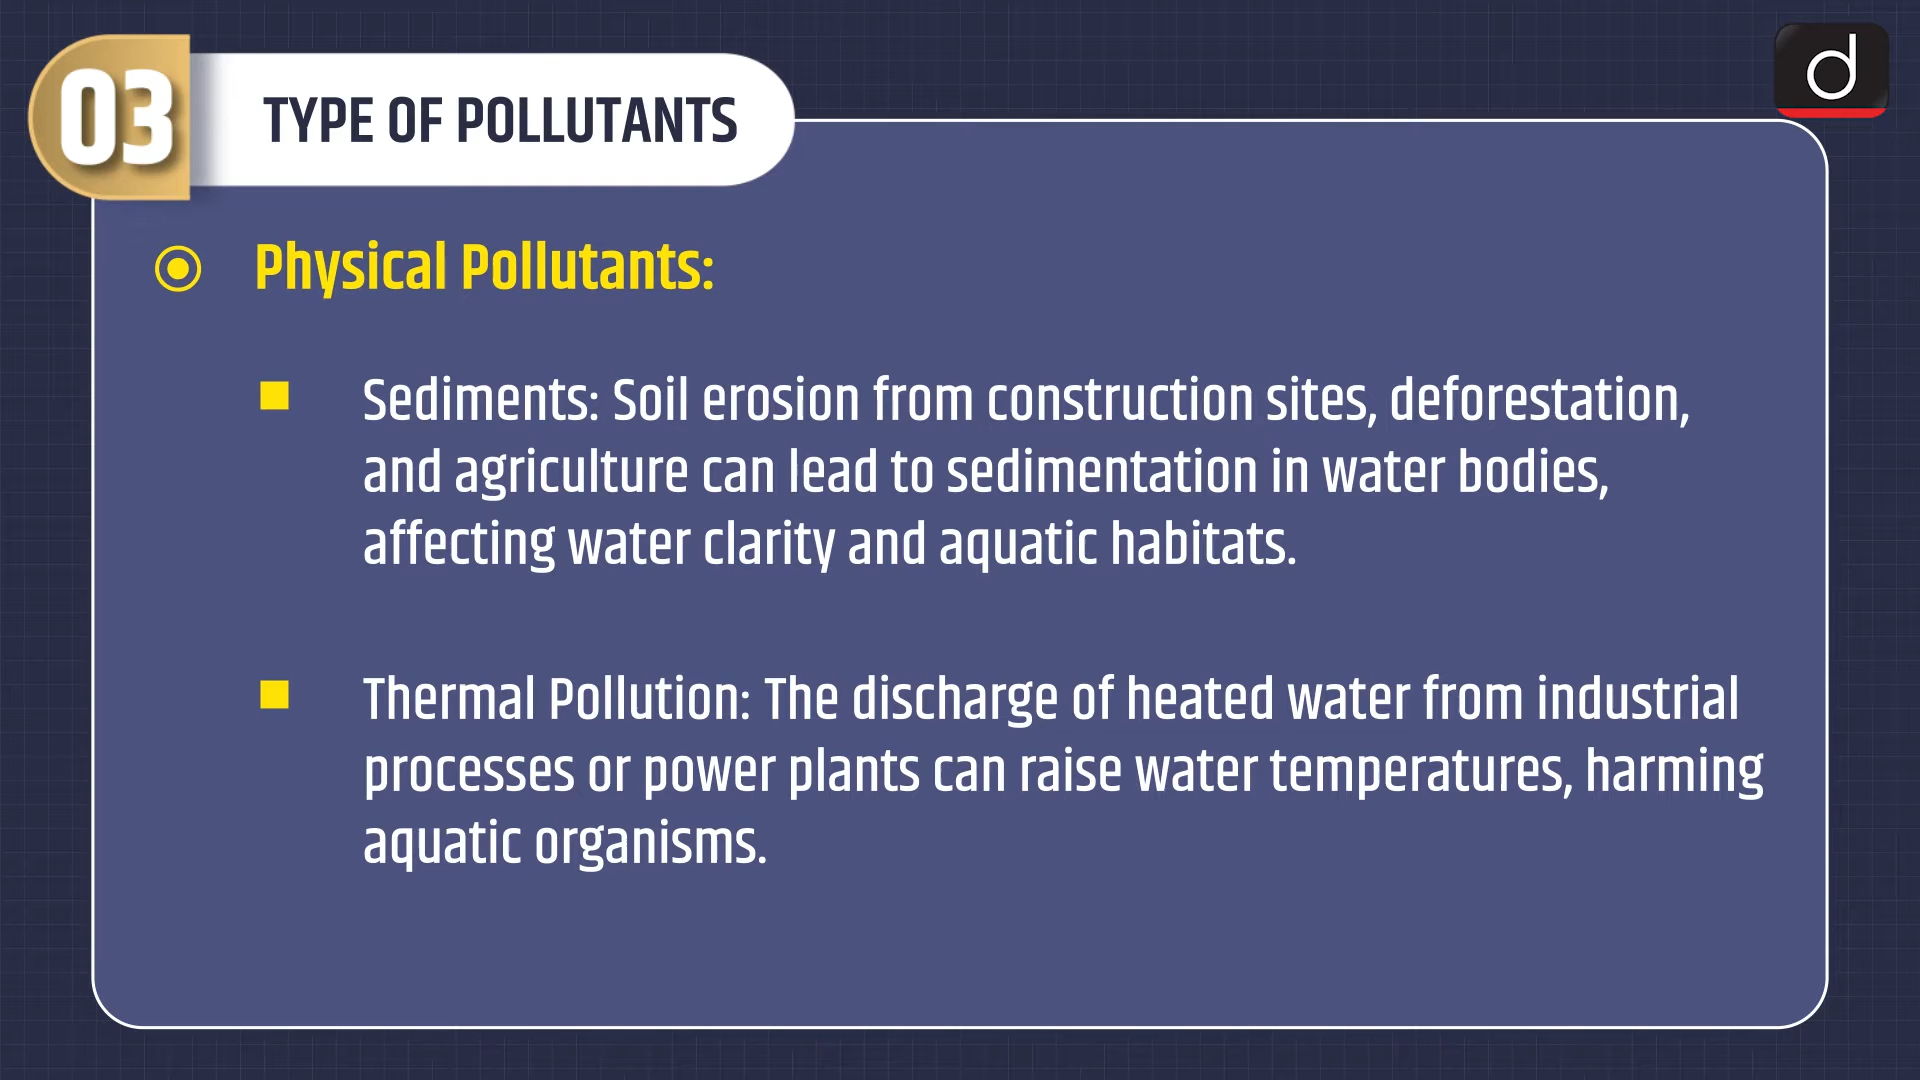 03
TYPE OF POLLUTANTS
d
Physical Pollutants:
Sediments: Soil erosion from construction sites, deforestation,
and agriculture can lead to sedimentation in water bodies,
affecting water clarity and aquatic habitats.
Thermal Pollution: The discharge of heated water from industrial
processes or power plants can raise water temperatures, harming
aquatic organisms.